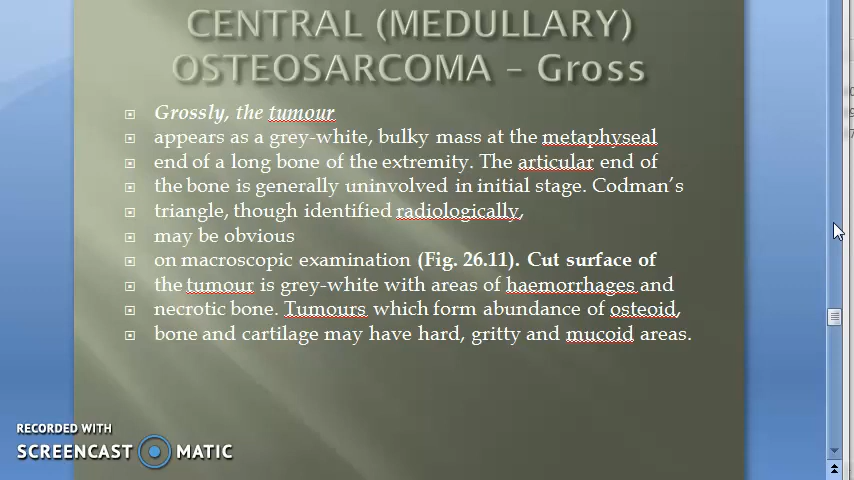 CENTRAL (MEDULLARY)
OSTEOSARCOMA – Gross
Grossly, the tumour
appears as a grey-white, bulky mass at the metaphyseal
end of a long bone of the extremity. The articular end of
the bone is generally uninvolved in initial stage. Codman's
triangle, though identified radiologically,
may be obvious
on macroscopic examination (Fig. 26.11). Cut surface of
the tumour is grey-white with areas of haemorrhages and
necrotic bone. Tumours which form abundance of osteoid,
bone and cartilage may have hard, gritty and mucoid areas.
RECORDED WITH
SCREENCAST MATIC